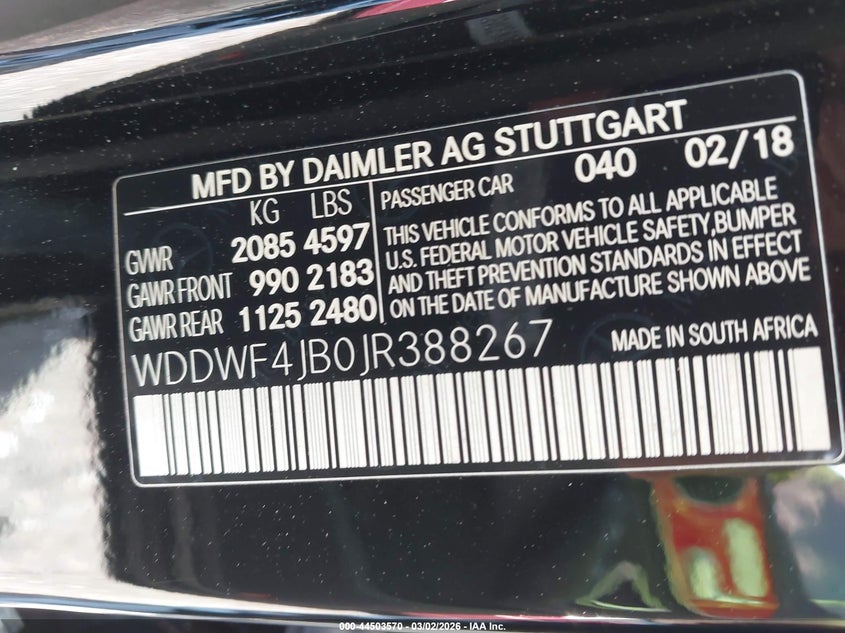 MFD BY DAIMLER AG STUTTGART
KG LBS
GVWR 2085 4597
GAWR FRONT 990 2183
GAWR REAR 1125 2480
PASSENGER CAR 040 02/18
THIS VEHICLE CONFORMS TO ALL APPLICABLE
U.S. FEDERAL MOTOR VEHICLE SAFETY,BUMPER
AND THEFT PREVENTION STANDARDS IN EFFECT
ON THE DATE OF MANUFACTURE SHOWN ABOVE
WDDWF4JB0JR388267
MADE IN SOUTH AFRICA
000-44503570 - 03/02/2026 - IAA Inc.